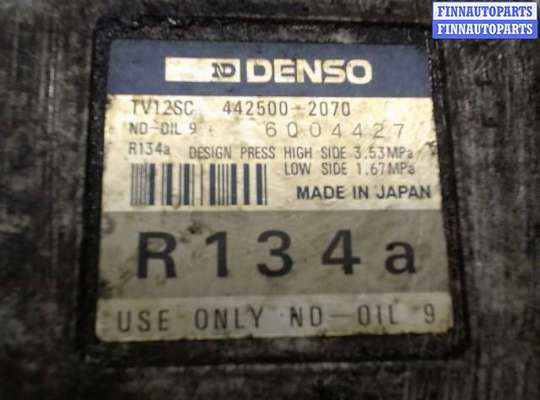 FINNAUTOPARTS
FINNAUTOPARTS
ND DENSO
TV12SC 442500-2070
ND-OIL 9 6004427
R134a DESIGN PRESS HIGH SIDE 3.53MPa
LOW SIDE 1.67MPa
MADE IN JAPAN
R134a
USE ONLY ND-OIL 9